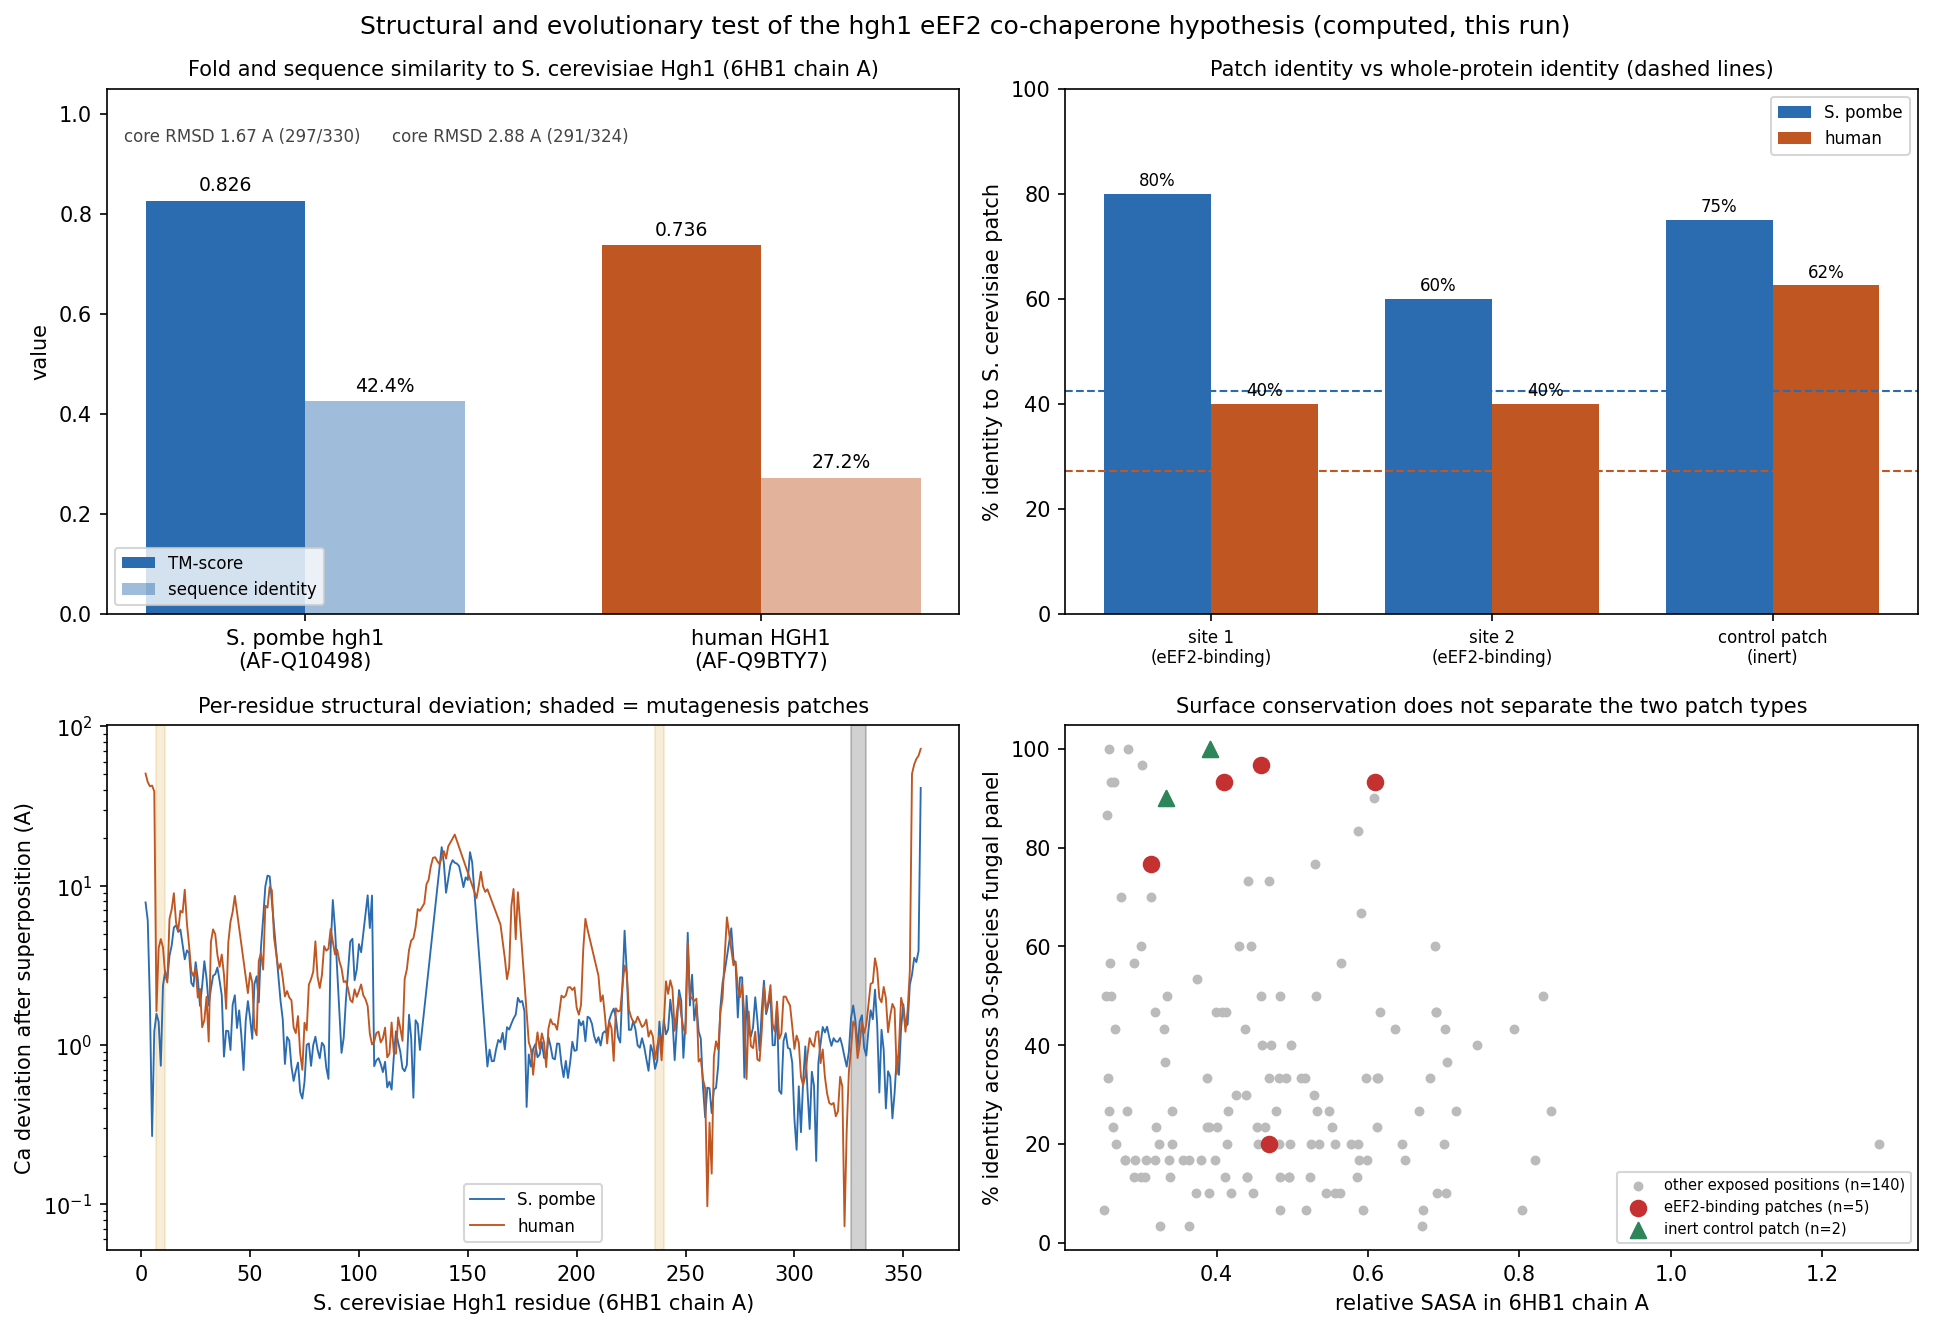 Structural and evolutionary test of the hgh1 eEF2 co-chaperone hypothesis (computed, this run)
Fold and sequence similarity to S. cerevisiae Hgh1 (6HB1 chain A)
value
1.0
0.8
0.6
0.4
0.2
0.0
core RMSD 1.67 A (297/330)
core RMSD 2.88 A (291/324)
0.826
42.4%
0.736
27.2%
TM-score
sequence identity
S. pombe hgh1
(AF-Q10498)
human HGH1
(AF-Q9BTY7)
Patch identity vs whole-protein identity (dashed lines)
% identity to S. cerevisiae patch
100
80
60
40
20
0
S. pombe
human
80%
40%
60%
40%
75%
62%
site 1
(eEF2-binding)
site 2
(eEF2-binding)
control patch
(inert)
Per-residue structural deviation; shaded = mutagenesis patches
Ca deviation after superposition (A)
10²
10¹
10⁰
10⁻¹
S. pombe
human
0
50
100
150
200
250
300
350
S. cerevisiae Hgh1 residue (6HB1 chain A)
Surface conservation does not separate the two patch types
% identity across 30-species fungal panel
100
80
60
40
20
0
other exposed positions (n=140)
eEF2-binding patches (n=5)
inert control patch (n=2)
0.4
0.6
0.8
1.0
1.2
relative SASA in 6HB1 chain A